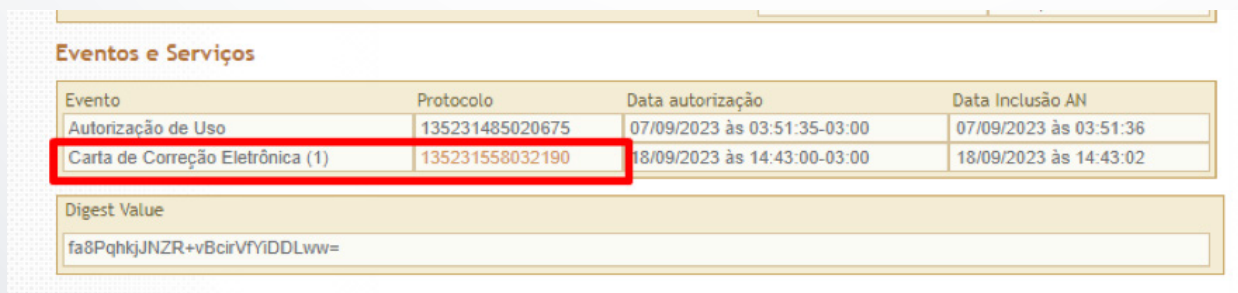 Eventos e Serviços
Evento Protocolo Data autorização Data Inclusão AN
Autorização de Uso 135231485020675 07/09/2023 às 03:51:35-03:00 07/09/2023 às 03:51:36
Carta de Correção Eletrônica (1) 135231558032190 18/09/2023 às 14:43:00-03:00 18/09/2023 às 14:43:02
Digest Value
fa8PqhkjJNZR+vBcirVfYiDDLww=